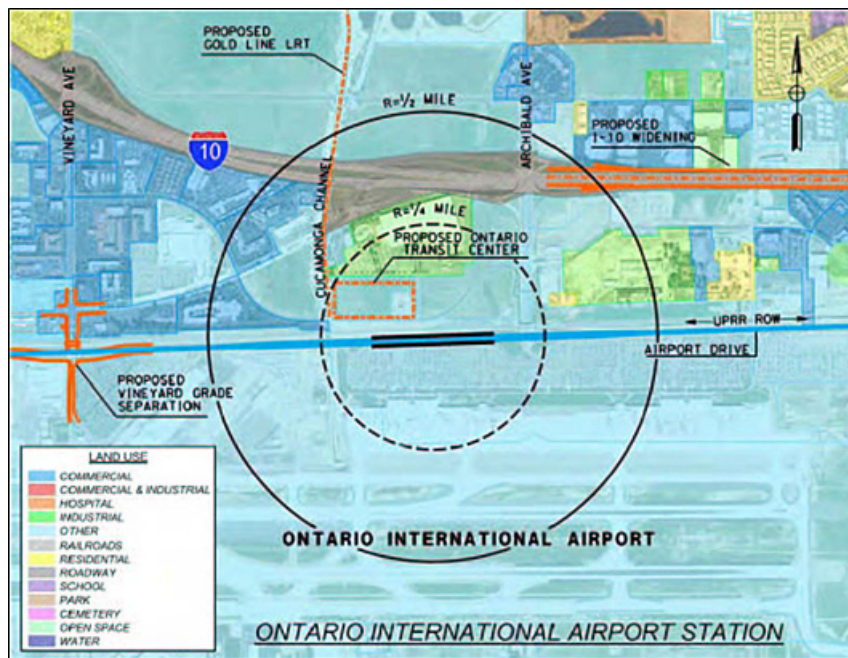 PROPOSED
GOLD LINE LRT
VINEYARD AVE
10
R=½ MILE
ARCHIBALD AVE
PROPOSED
I-10 WIDENING
CUCAMONGA CHANNEL
R=¼ MILE
PROPOSED ONTARIO
TRANSIT CENTER
UPRR ROW
AIRPORT DRIVE
PROPOSED
VINEYARD GRADE
SEPARATION
LAND USE
COMMERCIAL
COMMERCIAL & INDUSTRIAL
HOSPITAL
INDUSTRIAL
OTHER
RAILROADS
RESIDENTIAL
ROADWAY
SCHOOL
PARK
CEMETERY
OPEN SPACE
WATER
ONTARIO INTERNATIONAL AIRPORT
ONTARIO INTERNATIONAL AIRPORT STATION